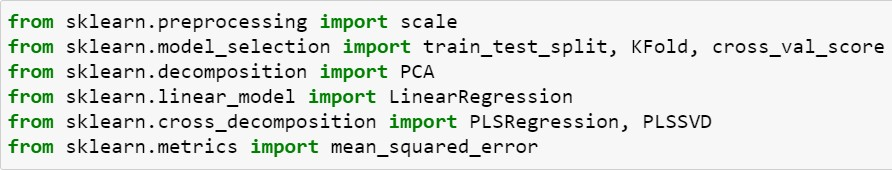 from sklearn.preprocessing import scale
from sklearn.model_selection import train_test_split, KFold, cross_val_score
from sklearn.decomposition import PCA
from sklearn.linear_model import LinearRegression
from sklearn.cross_decomposition import PLSRegression, PLSSVD
from sklearn.metrics import mean_squared_error